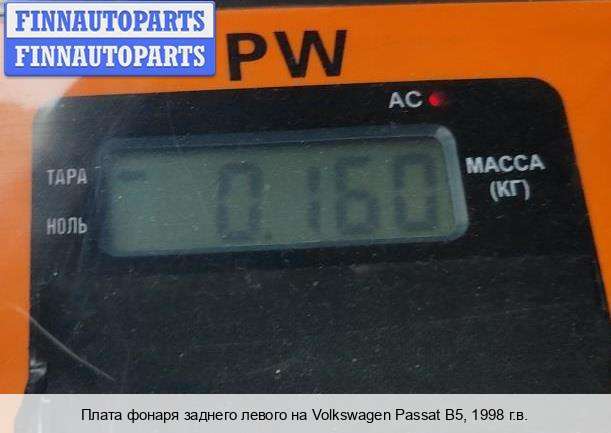 FINNAUTOPARTS
FINNAUTOPARTS
PW
AC
ТАРА
НОЛЬ
0.160
МАССА
(КГ)
Плата фонаря заднего левого на Volkswagen Passat B5, 1998 г.в.